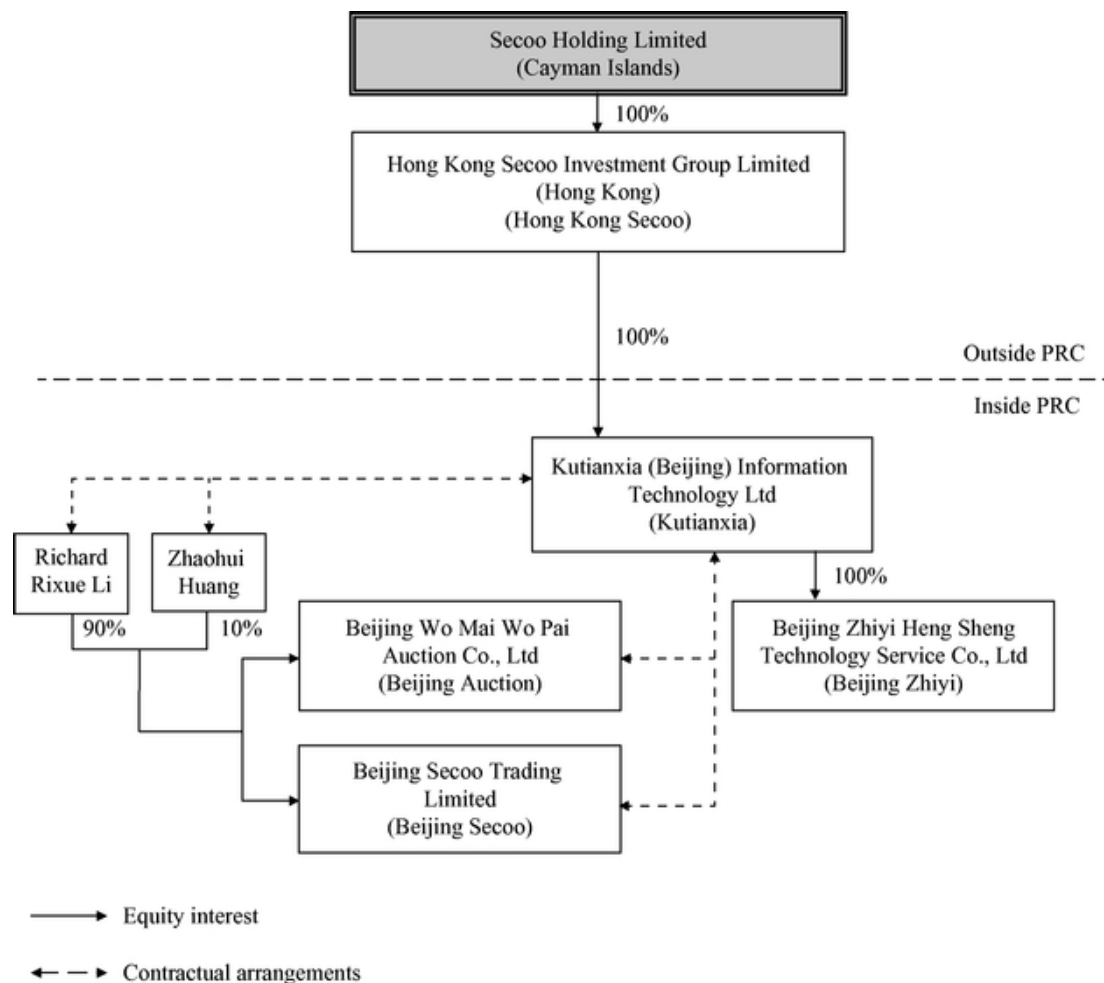 Secoo Holding Limited
(Cayman Islands)
100%
Hong Kong Secoo Investment Group Limited
(Hong Kong)
(Hong Kong Secoo)
100%
Outside PRC
Inside PRC
Kutianxia (Beijing) Information
Technology Ltd
(Kutianxia)
Richard
Rixue Li
Zhaohui
Huang
100%
90%
10%
Beijing Wo Mai Wo Pai
Auction Co., Ltd
(Beijing Auction)
Beijing Zhiyi Heng Sheng
Technology Service Co., Ltd
(Beijing Zhiyi)
Beijing Secoo Trading
Limited
(Beijing Secoo)
Equity interest
Contractual arrangements